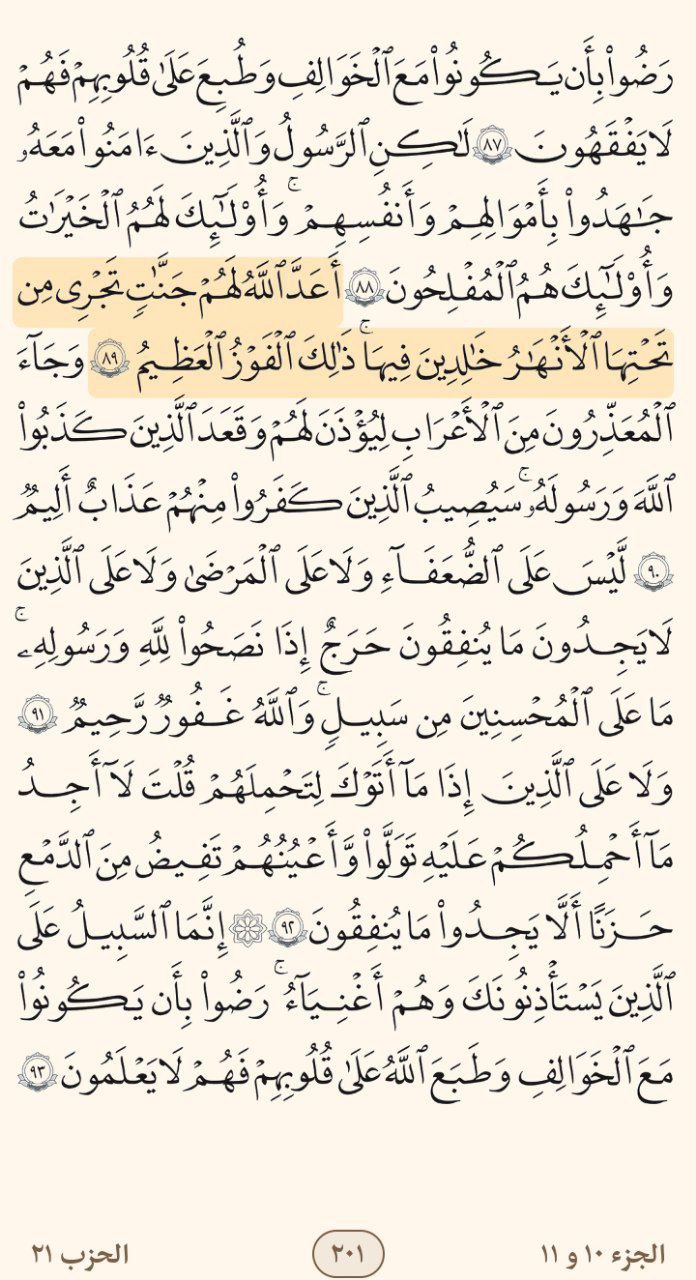 رَضُوا۟ بِأَن يَكُونُوا۟ مَعَ ٱلْخَوَالِفِ وَطُبِعَ عَلَىٰ قُلُوبِهِمْ فَهُمْ
لَا يَفْقَهُونَ ٨٧ لَـٰكِنِ ٱلرَّسُولُ وَٱلَّذِينَ ءَامَنُوا۟ مَعَهُۥ
جَـٰهَدُوا۟ بِأَمْوَٰلِهِمْ وَأَنفُسِهِمْ ۚ وَأُو۟لَـٰٓئِكَ لَهُمُ ٱلْخَيْرَٰتُ
وَأُو۟لَـٰٓئِكَ هُمُ ٱلْمُفْلِحُونَ ٨٨ أَعَدَّ ٱللَّهُ لَهُمْ جَنَّـٰتٍ تَجْرِى مِن
تَحْتِهَا ٱلْأَنْهَـٰرُ خَـٰلِدِينَ فِيهَا ۚ ذَٰلِكَ ٱلْفَوْزُ ٱلْعَظِيمُ ٨٩ وَجَآءَ
ٱلْمُعَذِّرُونَ مِنَ ٱلْأَعْرَابِ لِيُؤْذَنَ لَهُمْ وَقَعَدَ ٱلَّذِينَ كَذَبُوا۟
ٱللَّهَ وَرَسُولَهُۥ ۚ سَيُصِيبُ ٱلَّذِينَ كَفَرُوا۟ مِنْهُمْ عَذَابٌ أَلِيمٌ
٩٠ لَّيْسَ عَلَى ٱلضُّعَفَآءِ وَلَا عَلَى ٱلْمَرْضَىٰ وَلَا عَلَى ٱلَّذِينَ
لَا يَجِدُونَ مَا يُنفِقُونَ حَرَجٌ إِذَا نَصَحُوا۟ لِلَّهِ وَرَسُولِهِۦ ۚ
مَا عَلَى ٱلْمُحْسِنِينَ مِن سَبِيلٍ ۚ وَٱللَّهُ غَفُورٌ رَّحِيمٌ ٩١
وَلَا عَلَى ٱلَّذِينَ إِذَا مَآ أَتَوْكَ لِتَحْمِلَهُمْ قُلْتَ لَآ أَجِدُ
مَآ أَحْمِلُكُمْ عَلَيْهِ تَوَلَّوا۟ وَّأَعْيُنُهُمْ تَفِيضُ مِنَ ٱلدَّمْعِ
حَزَنًا أَلَّا يَجِدُوا۟ مَا يُنفِقُونَ ٩٢ ۞ إِنَّمَا ٱلسَّبِيلُ عَلَى
ٱلَّذِينَ يَسْتَـْٔذِنُونَكَ وَهُمْ أَغْنِيَآءُ ۚ رَضُوا۟ بِأَن يَكُونُوا۟
مَعَ ٱلْخَوَالِفِ وَطَبَعَ ٱللَّهُ عَلَىٰ قُلُوبِهِمْ فَهُمْ لَا يَعْلَمُونَ ٩٣
الجزء ١٠ و ١١ ٢٠١ الحزب ٢١